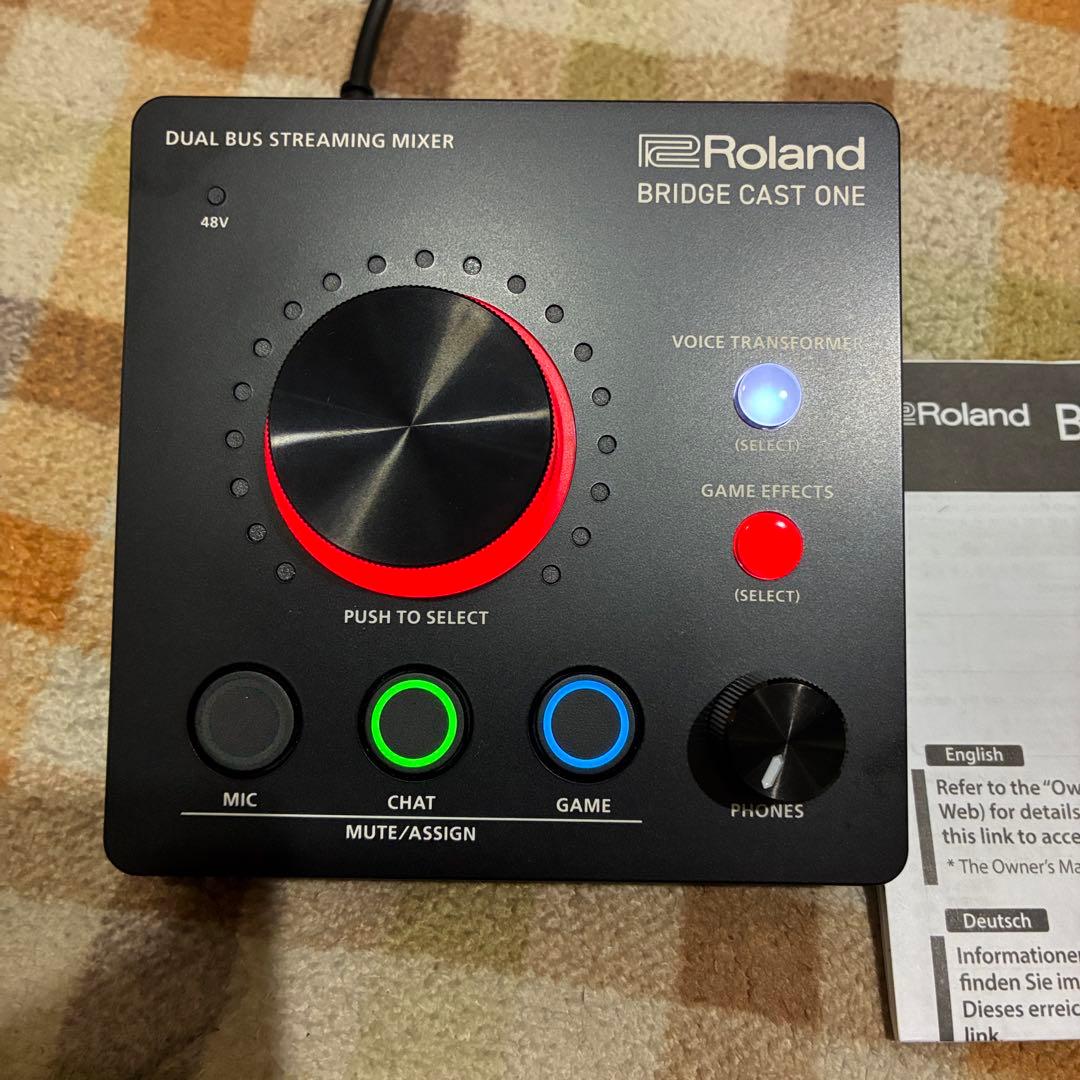 DUAL BUS STREAMING MIXER
Roland
BRIDGE CAST ONE
48V
VOICE TRANSFORMER
(SELECT)
GAME EFFECTS
(SELECT)
PUSH TO SELECT
MIC
CHAT
GAME
PHONES
MUTE/ASSIGN
Roland B
English
Refer to the “Ow
Web) for details
this link to acce
* The Owner’s Ma
Deutsch
Informatione
finden Sie im
Dieses erreic
link.